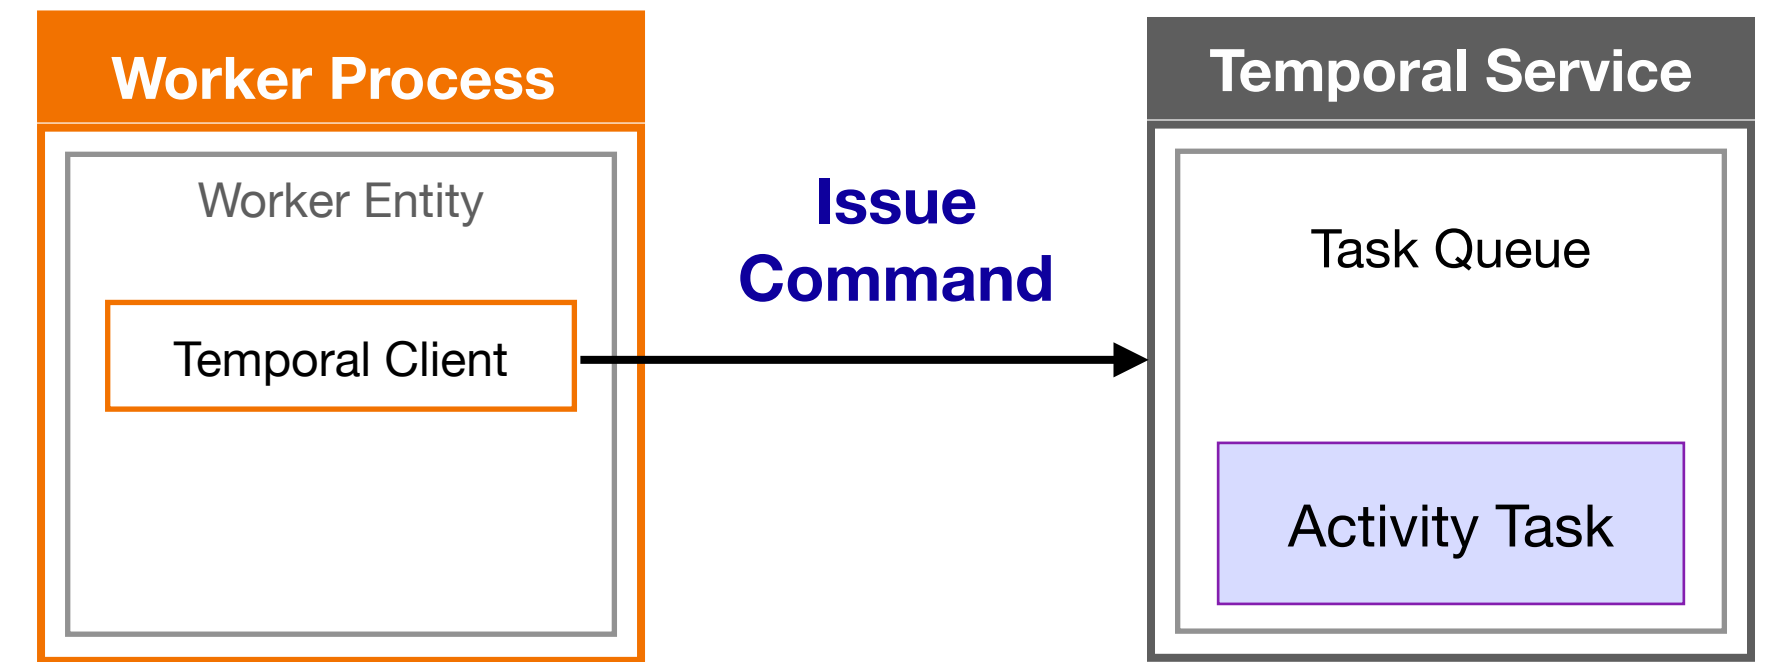 Worker Process
Worker Entity
Temporal Client
Issue
Command
Temporal Service
Task Queue
Activity Task